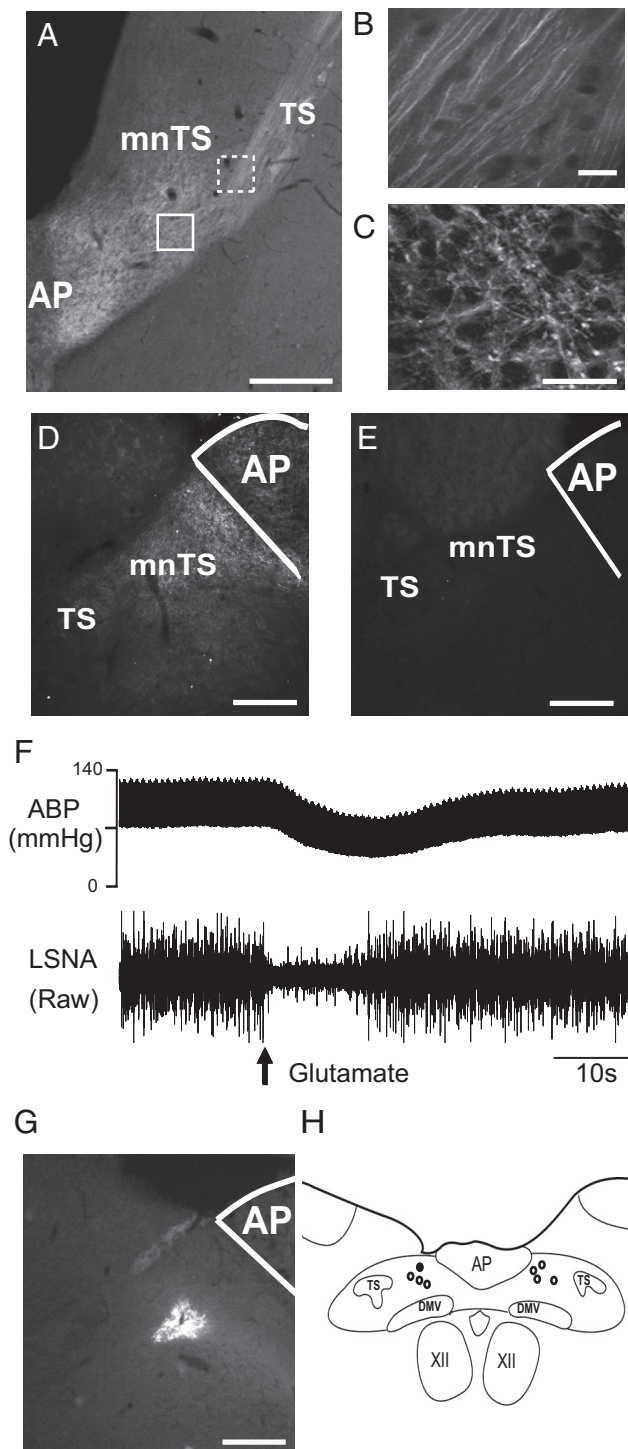 A
mnTS
TS
AP
B
C
D
AP
mnTS
TS
E
AP
mnTS
TS
F
140
ABP
(mmHg)
0
LSNA
(Raw)
Glutamate
10s
G
AP
H
AP
TS
TS
DMV
DMV
XII
XII